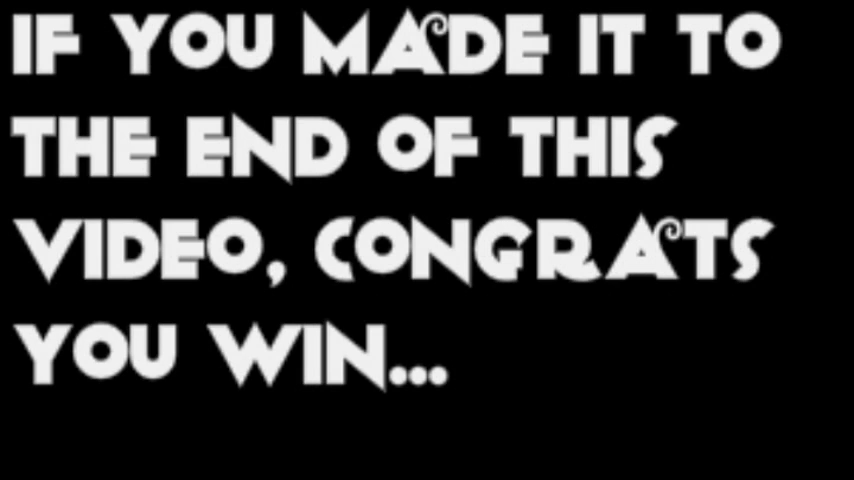 IF YOU MADE IT TO
THE END OF THIS
VIDEO, CONGRATS
YOU WIN...